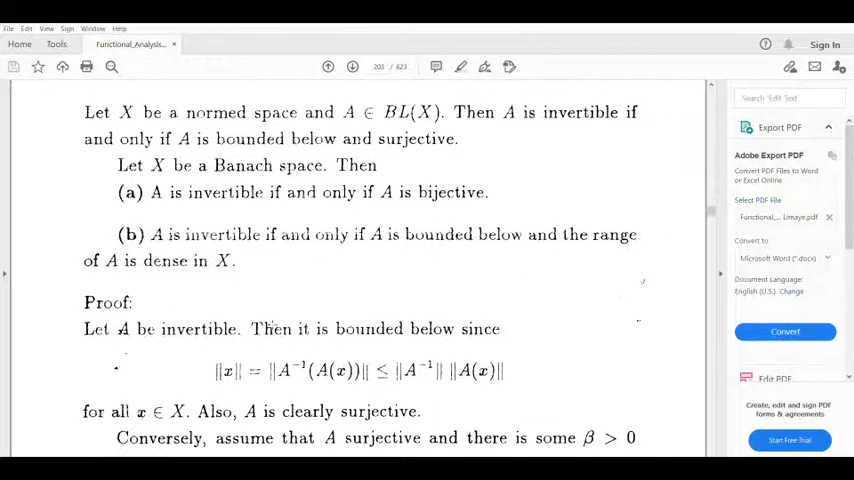 File Edit View Sign Window Help
Home Tools Functional_Analysis... × Sign In
203 / 623
Let X be a normed space and A ∈ BL(X). Then A is invertible if
and only if A is bounded below and surjective.
Let X be a Banach space. Then
(a) A is invertible if and only if A is bijective.
(b) A is invertible if and only if A is bounded below and the range
of A is dense in X.
Proof:
Let A be invertible. Then it is bounded below since
||x|| = ||A⁻¹(A(x))|| ≤ ||A⁻¹|| ||A(x)||
for all x ∈ X. Also, A is clearly surjective.
Conversely, assume that A surjective and there is some β > 0
Search 'Edit Text'
Export PDF
Adobe Export PDF
Convert PDF Files to Word
or Excel Online
Select PDF File
Functional_... Limaye.pdf ×
Convert to
Microsoft Word (*.docx)
Document Language:
English (U.S.) Change
Convert
Edit PDF
Create, edit and sign PDF
forms & agreements
Start Free Trial